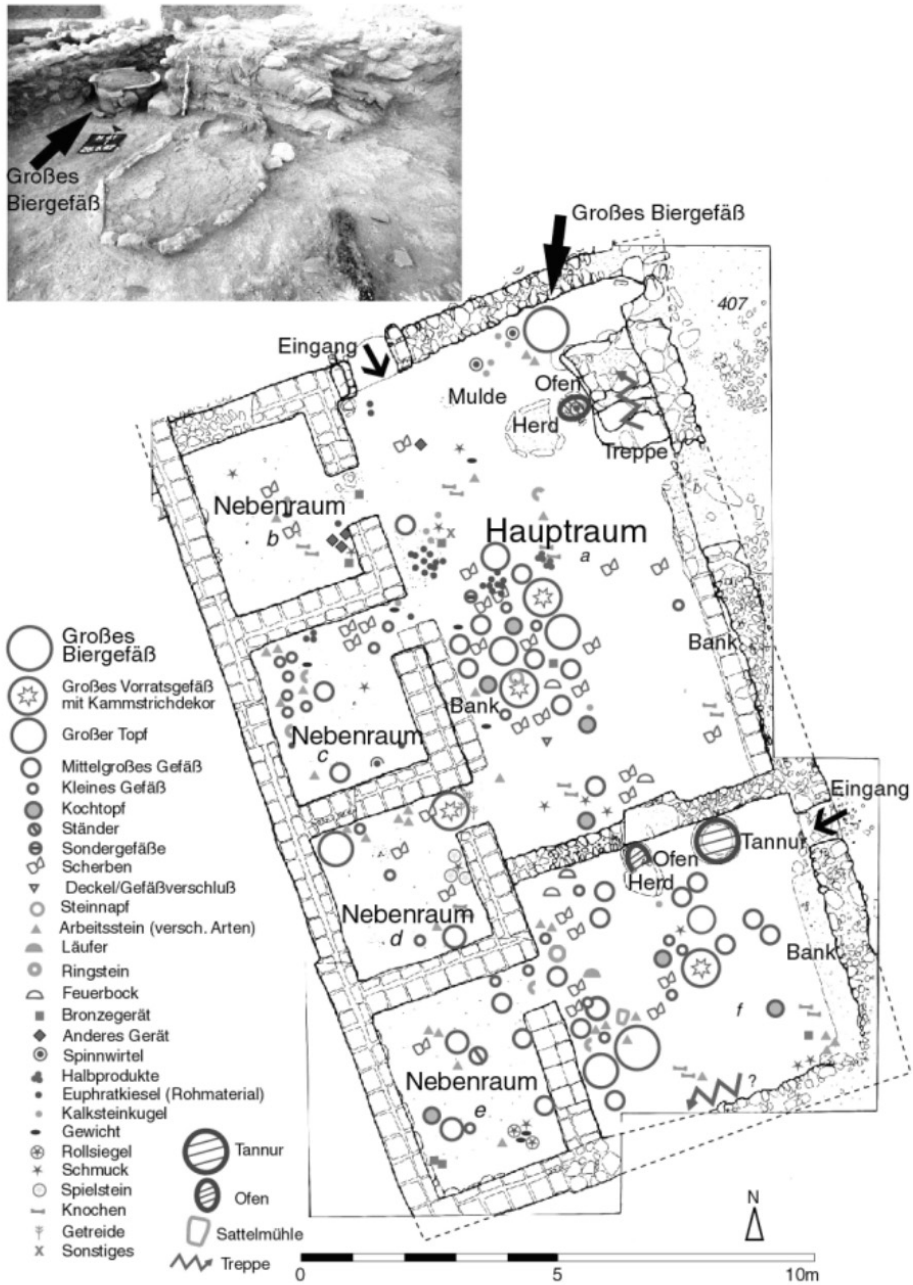 Großes
Biergefäß
Großes Biergefäß
407
Eingang
Mulde
Ofen
Herd
Treppe
Nebenraum
b
Hauptraum
a
Bank
Bank
Nebenraum
c
Eingang
Tannur
Ofen
Herd
Nebenraum
d
Bank
f
Nebenraum
e
?
Großes
Biergefäß
Großes Vorratsgefäß
mit Kammstrichdekor
Großer Topf
Mittelgroßes Gefäß
Kleines Gefäß
Kochtopf
Ständer
Sondergefäße
Scherben
Deckel/Gefäßverschluß
Steinnapf
Arbeitsstein (versch. Arten)
Läufer
Ringstein
Feuerbock
Bronzegerät
Anderes Gerät
Spinnwirtel
Halbprodukte
Euphratkiesel (Rohmaterial)
Kalksteinkugel
Gewicht
Rollsiegel
Schmuck
Spielstein
Knochen
Getreide
Sonstiges
Tannur
Ofen
Sattelmühle
Treppe
N
0 5 10m